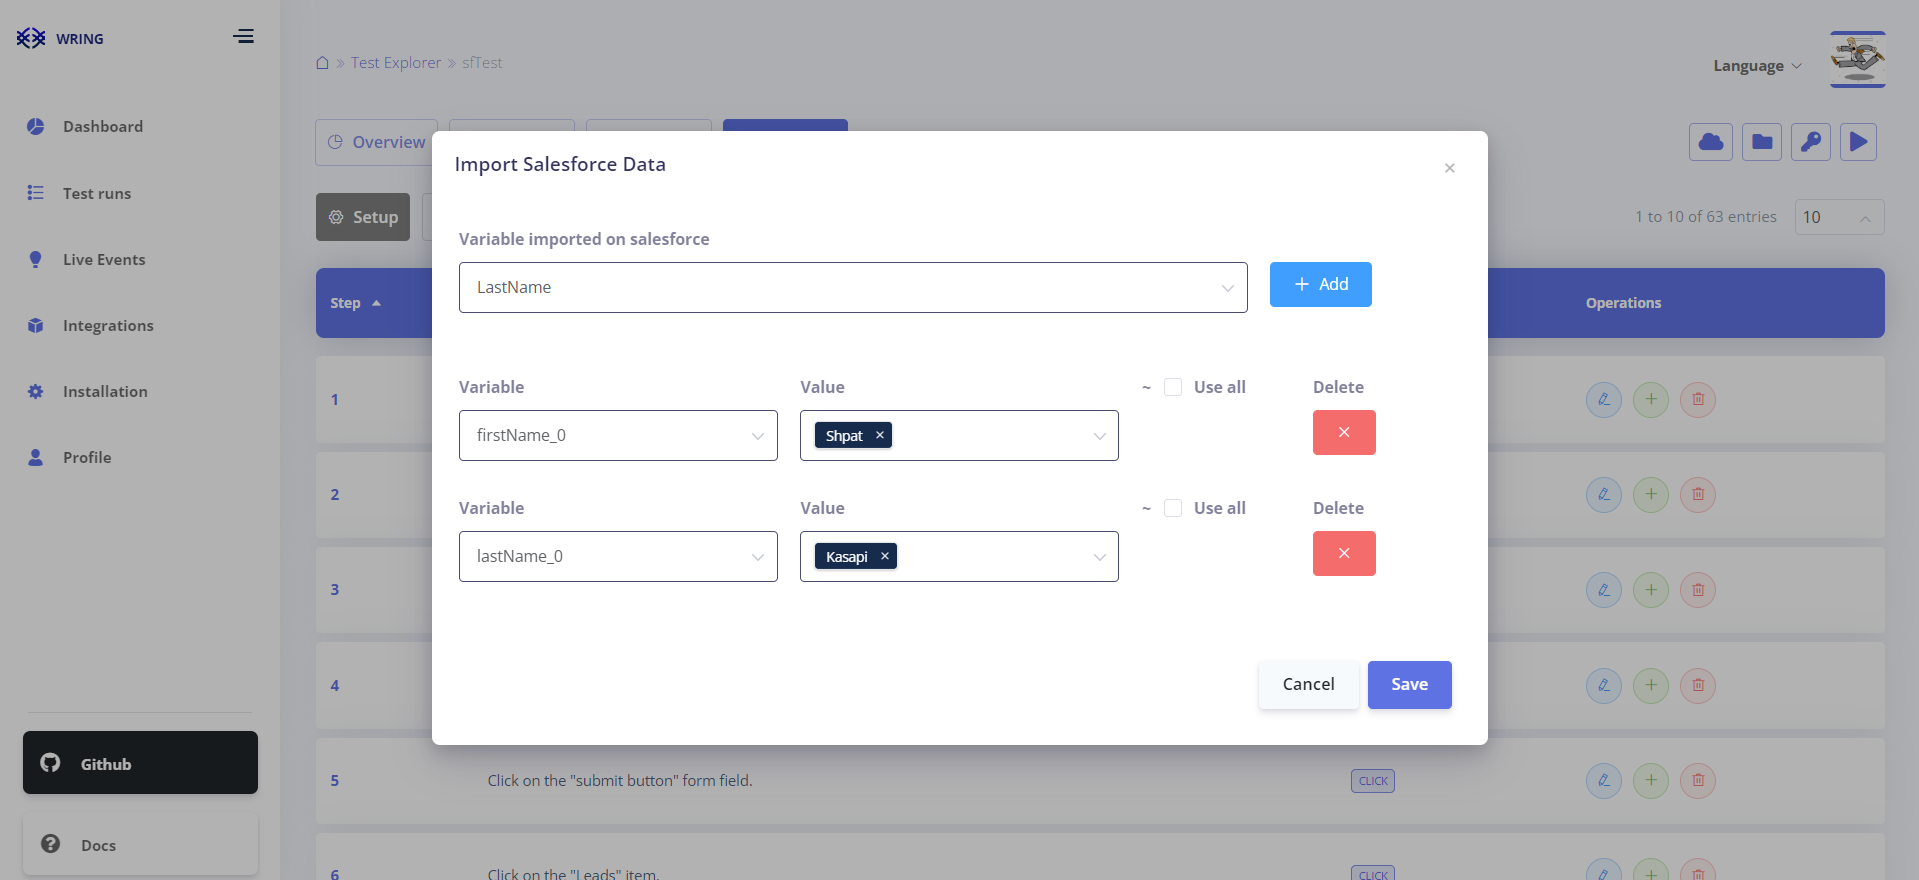 WRING
Test Explorer » sfTest
Language
Dashboard
Test runs
Live Events
Integrations
Installation
Profile
Github
Docs
Overview
Setup
1 to 10 of 63 entries
10
Step
Operations
1
2
3
4
5
Click on the "submit button" form field.
CLICK
6
Click on the "Leads" item.
CLICK
Import Salesforce Data
Variable imported on salesforce
LastName
Add
Variable Value ~ Use all Delete
firstName_0 Shpat
Variable Value ~ Use all Delete
lastName_0 Kasapi
Cancel Save